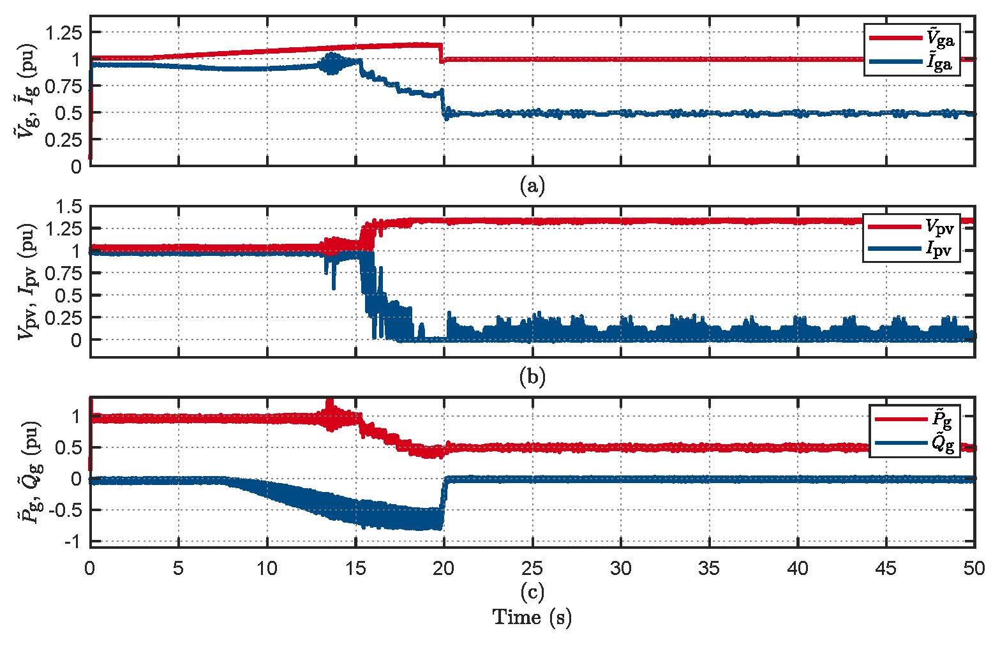 1.25
1
0.75
0.5
0.25
0
Ṽga
Ĩga
Ṽg, Ĩg (pu)
(a)
1.5
1.25
1
0.75
0.5
0.25
0
Vpv
Ipv
Vpv, Ipv (pu)
(b)
1
0.5
0
-0.5
-1
P̃g
Q̃g
P̃g, Q̃g (pu)
0 5 10 15 20 25 30 35 40 45 50
(c)
Time (s)